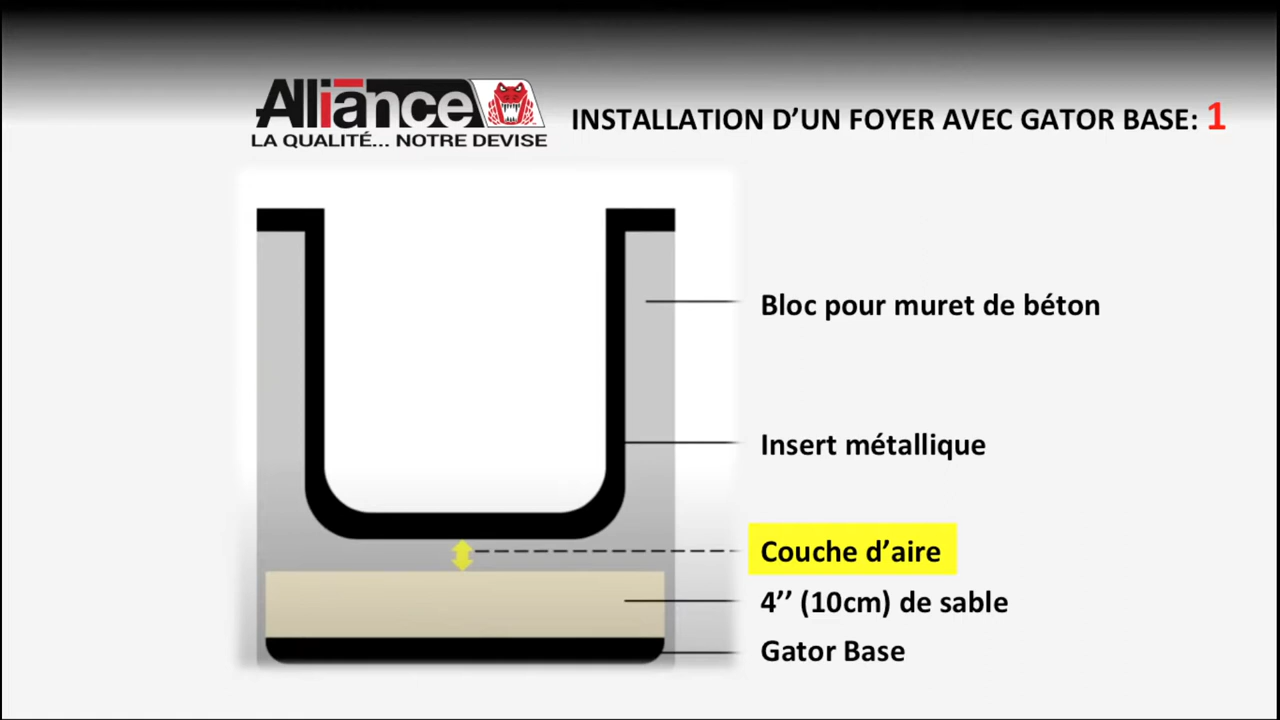 Alliance
LA QUALITÉ... NOTRE DEVISE
INSTALLATION D’UN FOYER AVEC GATOR BASE: 1
Bloc pour muret de béton
Insert métallique
Couche d’aire
4’’ (10cm) de sable
Gator Base